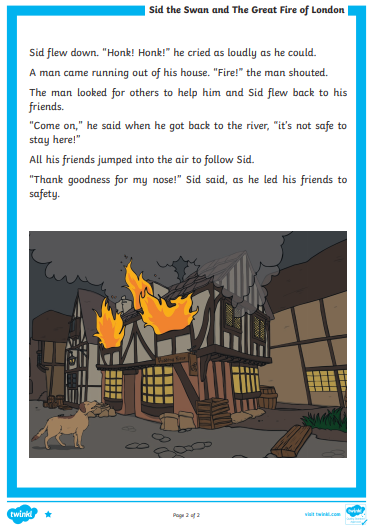 Sid the Swan and The Great Fire of London
Sid flew down. “Honk! Honk!” he cried as loudly as he could.
A man came running out of his house. “Fire!” the man shouted.
The man looked for others to help him and Sid flew back to his
friends.
“Come on,” he said when he got back to the river, “it’s not safe to
stay here!”
All his friends jumped into the air to follow Sid.
“Thank goodness for my nose!” Sid said, as he led his friends to
safety.
twinkl
Page 2 of 2
visit twinkl.com
twinkl